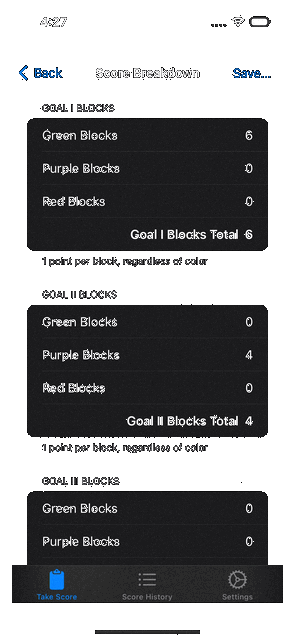 4:27
Back Score Breakdown Save...
GOAL I BLOCKS
Green Blocks 6
Purple Blocks 0
Red Blocks 0
Goal I Blocks Total 6
1 point per block, regardless of color
GOAL II BLOCKS
Green Blocks 0
Purple Blocks 4
Red Blocks 0
Goal II Blocks Total 4
1 point per block, regardless of color
GOAL III BLOCKS
Green Blocks 0
Purple Blocks 0
Take Score Score History Settings